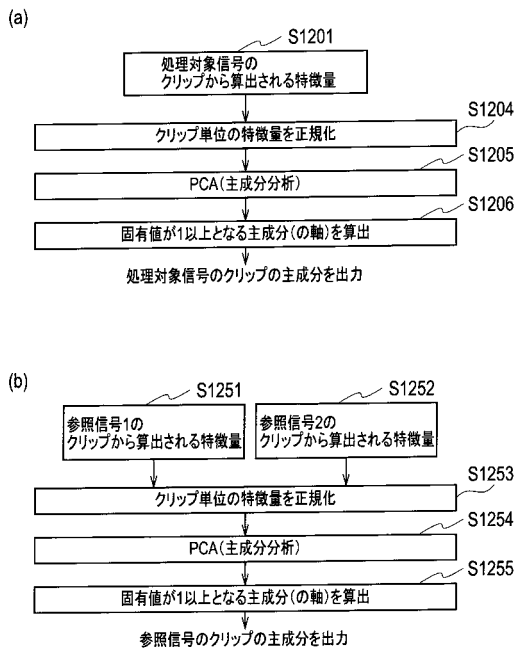 (a)
S1201
処理対象信号の
クリップから算出される特徴量
S1204
クリップ単位の特徴量を正規化
S1205
PCA(主成分分析)
S1206
固有値が1以上となる主成分(の軸)を算出
処理対象信号のクリップの主成分を出力
(b)
S1251
S1252
参照信号1の
クリップから算出される特徴量
参照信号2の
クリップから算出される特徴量
S1253
クリップ単位の特徴量を正規化
S1254
PCA(主成分分析)
S1255
固有値が1以上となる主成分(の軸)を算出
参照信号のクリップの主成分を出力